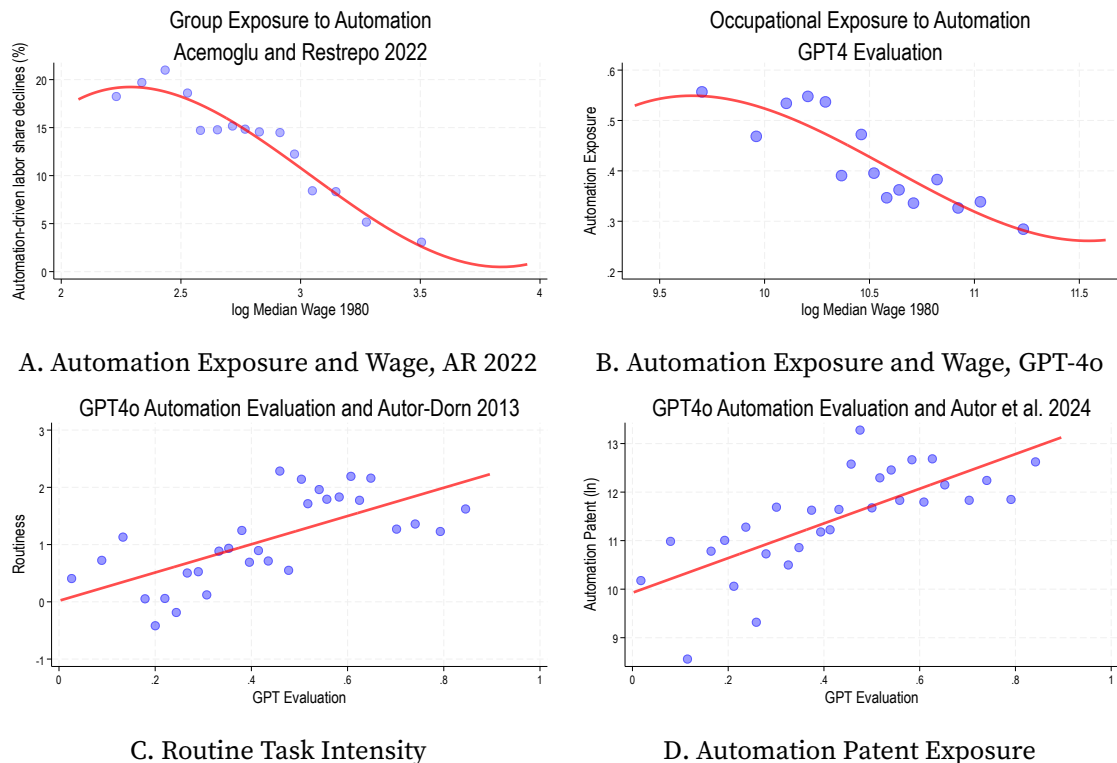 Group Exposure to Automation
Acemoglu and Restrepo 2022
Automation-driven labor share declines (%)
20
15
10
5
0
2
2.5
3
3.5
4
log Median Wage 1980
A. Automation Exposure and Wage, AR 2022
Occupational Exposure to Automation
GPT4 Evaluation
Automation Exposure
.6
.5
.4
.3
.2
9.5
10
10.5
11
11.5
log Median Wage 1980
B. Automation Exposure and Wage, GPT-4o
GPT4o Automation Evaluation and Autor-Dorn 2013
Routiness
3
2
1
0
-1
0
.2
.4
.6
.8
1
GPT Evaluation
C. Routine Task Intensity
GPT4o Automation Evaluation and Autor et al. 2024
Automation Patent (ln)
13
12
11
10
9
0
.2
.4
.6
.8
1
GPT Evaluation
D. Automation Patent Exposure